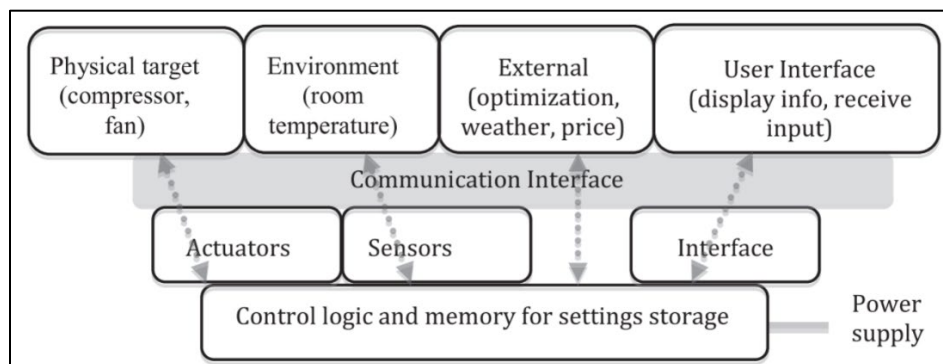 Physical target
(compressor,
fan)
Environment
(room
temperature)
External
(optimization,
weather, price)
User Interface
(display info, receive
input)
Communication Interface
Actuators
Sensors
Interface
Control logic and memory for settings storage
Power
supply